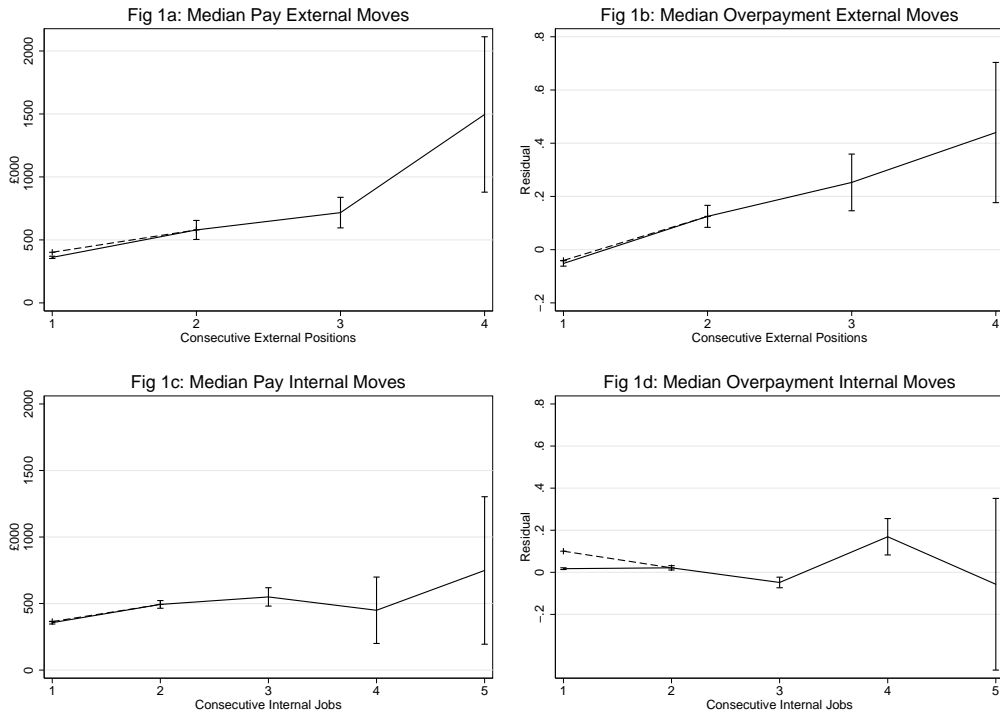 Fig 1a: Median Pay External Moves
£000
2000
1500
1000
500
0
1 2 3 4
Consecutive External Positions
Fig 1b: Median Overpayment External Moves
Residual
.8
.6
.4
.2
0
-.2
1 2 3 4
Consecutive External Positions
Fig 1c: Median Pay Internal Moves
£000
2000
1500
1000
500
0
1 2 3 4 5
Consecutive Internal Jobs
Fig 1d: Median Overpayment Internal Moves
Residual
.8
.6
.4
.2
0
-.2
1 2 3 4 5
Consecutive Internal Jobs